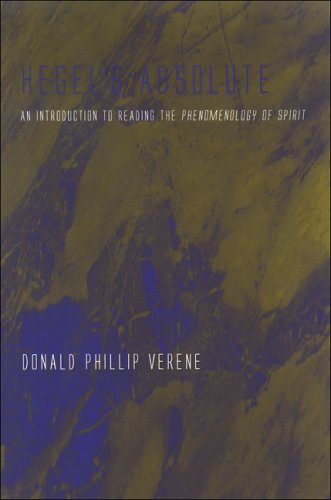 HEGEL'S ABSOLUTE
AN INTRODUCTION TO READING THE PHENOMENOLOGY OF SPIRIT
DONALD PHILLIP VERENE